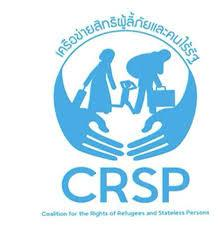 เครือข่ายสิทธิผู้ลี้ภัยและคนไร้รัฐ
CRSP
Coalition for the Rights of Refugees and Stateless Persons